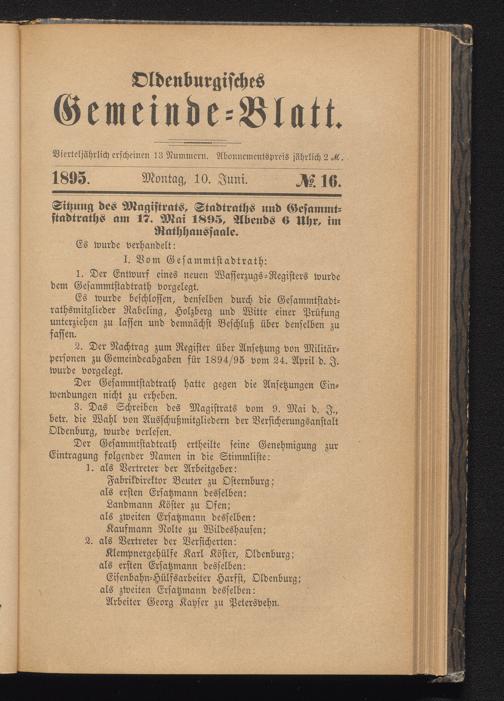 Oldenburgisches
Gemeinde-Blatt.
Vierteljährlich erscheinen 13 Nummern. Abonnementspreis jährlich 2 M.
1895. Montag, 10. Juni. № 16.
Sitzung des Magistrats, Stadtraths und Gesammt-
stadtraths am 17. Mai 1895, Abends 6 Uhr, im
Rathhaussaale.
Es wurde verhandelt:
I. Vom Gesammtstadtrath:
1. Der Entwurf eines neuen Wasserzugs-Registers wurde
dem Gesammtstadtrath vorgelegt.
Es wurde beschlossen, denselben durch die Gesammtstadt-
rathsmitglieder Rabeling, Holzberg und Witte einer Prüfung
unterziehen zu lassen und demnächst Beschluß über denselben zu
fassen.
2. Der Nachtrag zum Register über Ansetzung von Militär-
personen zu Gemeindeabgaben für 1894/95 vom 24. April d. J.
wurde vorgelegt.
Der Gesammtstadtrath hatte gegen die Ansetzungen Ein-
wendungen nicht zu erheben.
3. Das Schreiben des Magistrats vom 9. Mai d. J.,
betr. die Wahl von Ausschußmitgliedern der Versicherungsanstalt
Oldenburg, wurde verlesen.
Der Gesammtstadtrath ertheilte seine Genehmigung zur
Eintragung folgender Namen in die Stimmliste:
1. als Vertreter der Arbeitgeber:
Fabrikdirektor Beuter zu Osternburg;
als ersten Ersatzmann desselben:
Landmann Köster zu Ofen;
als zweiten Ersatzmann desselben:
Kaufmann Nolte zu Wildeshausen;
2. als Vertreter der Versicherten:
Klempnergehülfe Karl Köster, Oldenburg;
als ersten Ersatzmann desselben:
Eisenbahn-Hülfsarbeiter Harfst, Oldenburg;
als zweiten Ersatzmann desselben:
Arbeiter Georg Kayser zu Petersvehn.